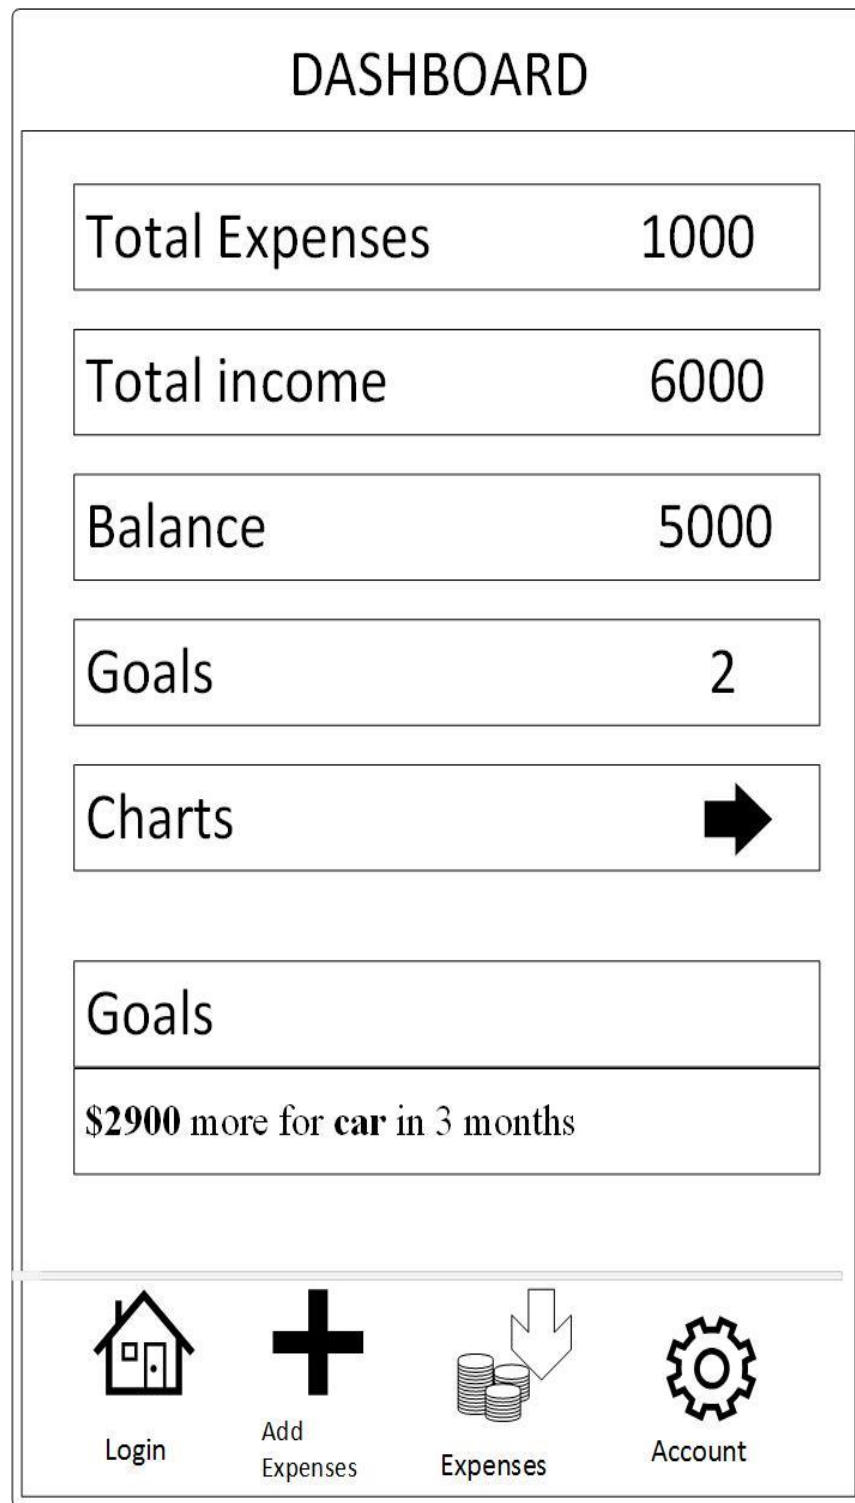 DASHBOARD
Total Expenses 1000
Total income 6000
Balance 5000
Goals 2
Charts
Goals
$2900 more for car in 3 months
Login
Add
Expenses
Expenses
Account